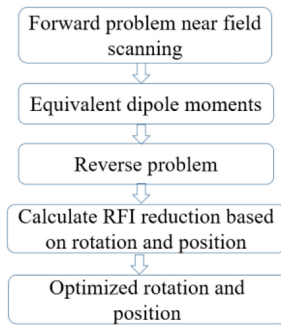 Forward problem near field
scanning
Equivalent dipole moments
Reverse problem
Calculate RFI reduction based
on rotation and position
Optimized rotation and
position